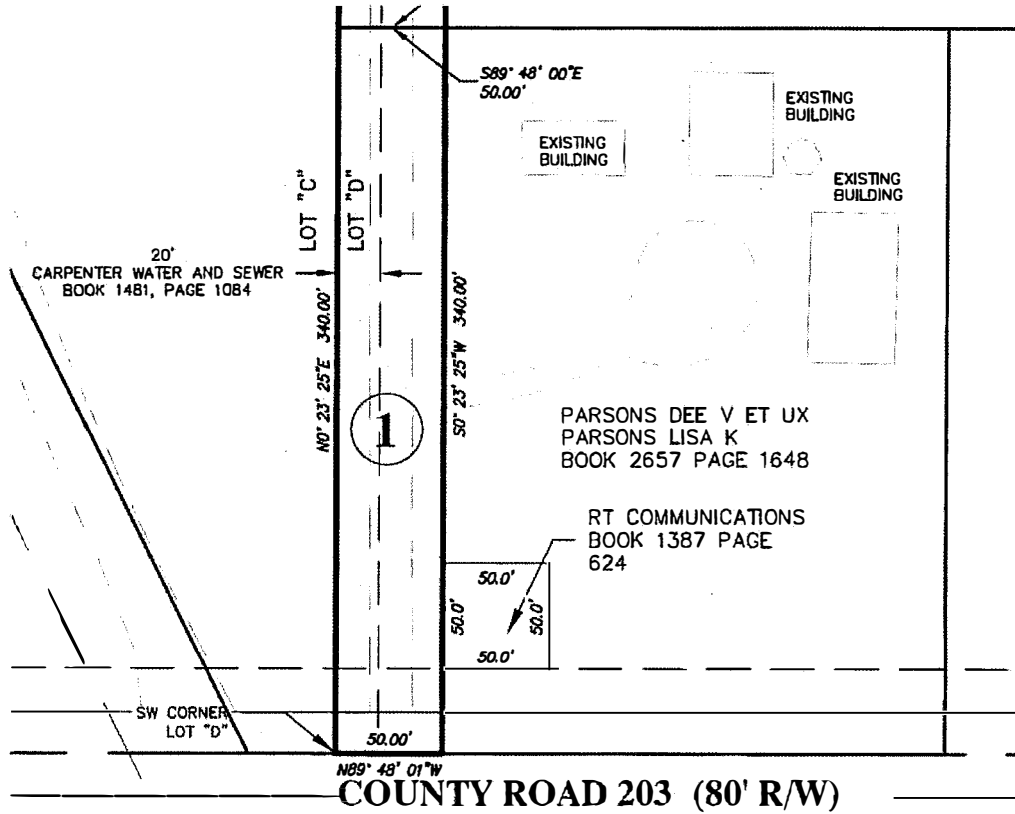 S89° 48' 00"E
50.00'
EXISTING
BUILDING
EXISTING
BUILDING
EXISTING
BUILDING
LOT "C"
LOT "D"
20'
CARPENTER WATER AND SEWER
BOOK 1481, PAGE 1084
N0° 23' 25"E 340.00'
S0° 23' 25"W 340.00'
1
PARSONS DEE V ET UX
PARSONS LISA K
BOOK 2657 PAGE 1648
RT COMMUNICATIONS
BOOK 1387 PAGE
624
50.0'
50.0'
50.0'
50.0'
SW CORNER
LOT "D"
50.00'
N89° 48' 01"W
COUNTY ROAD 203 (80' R/W)